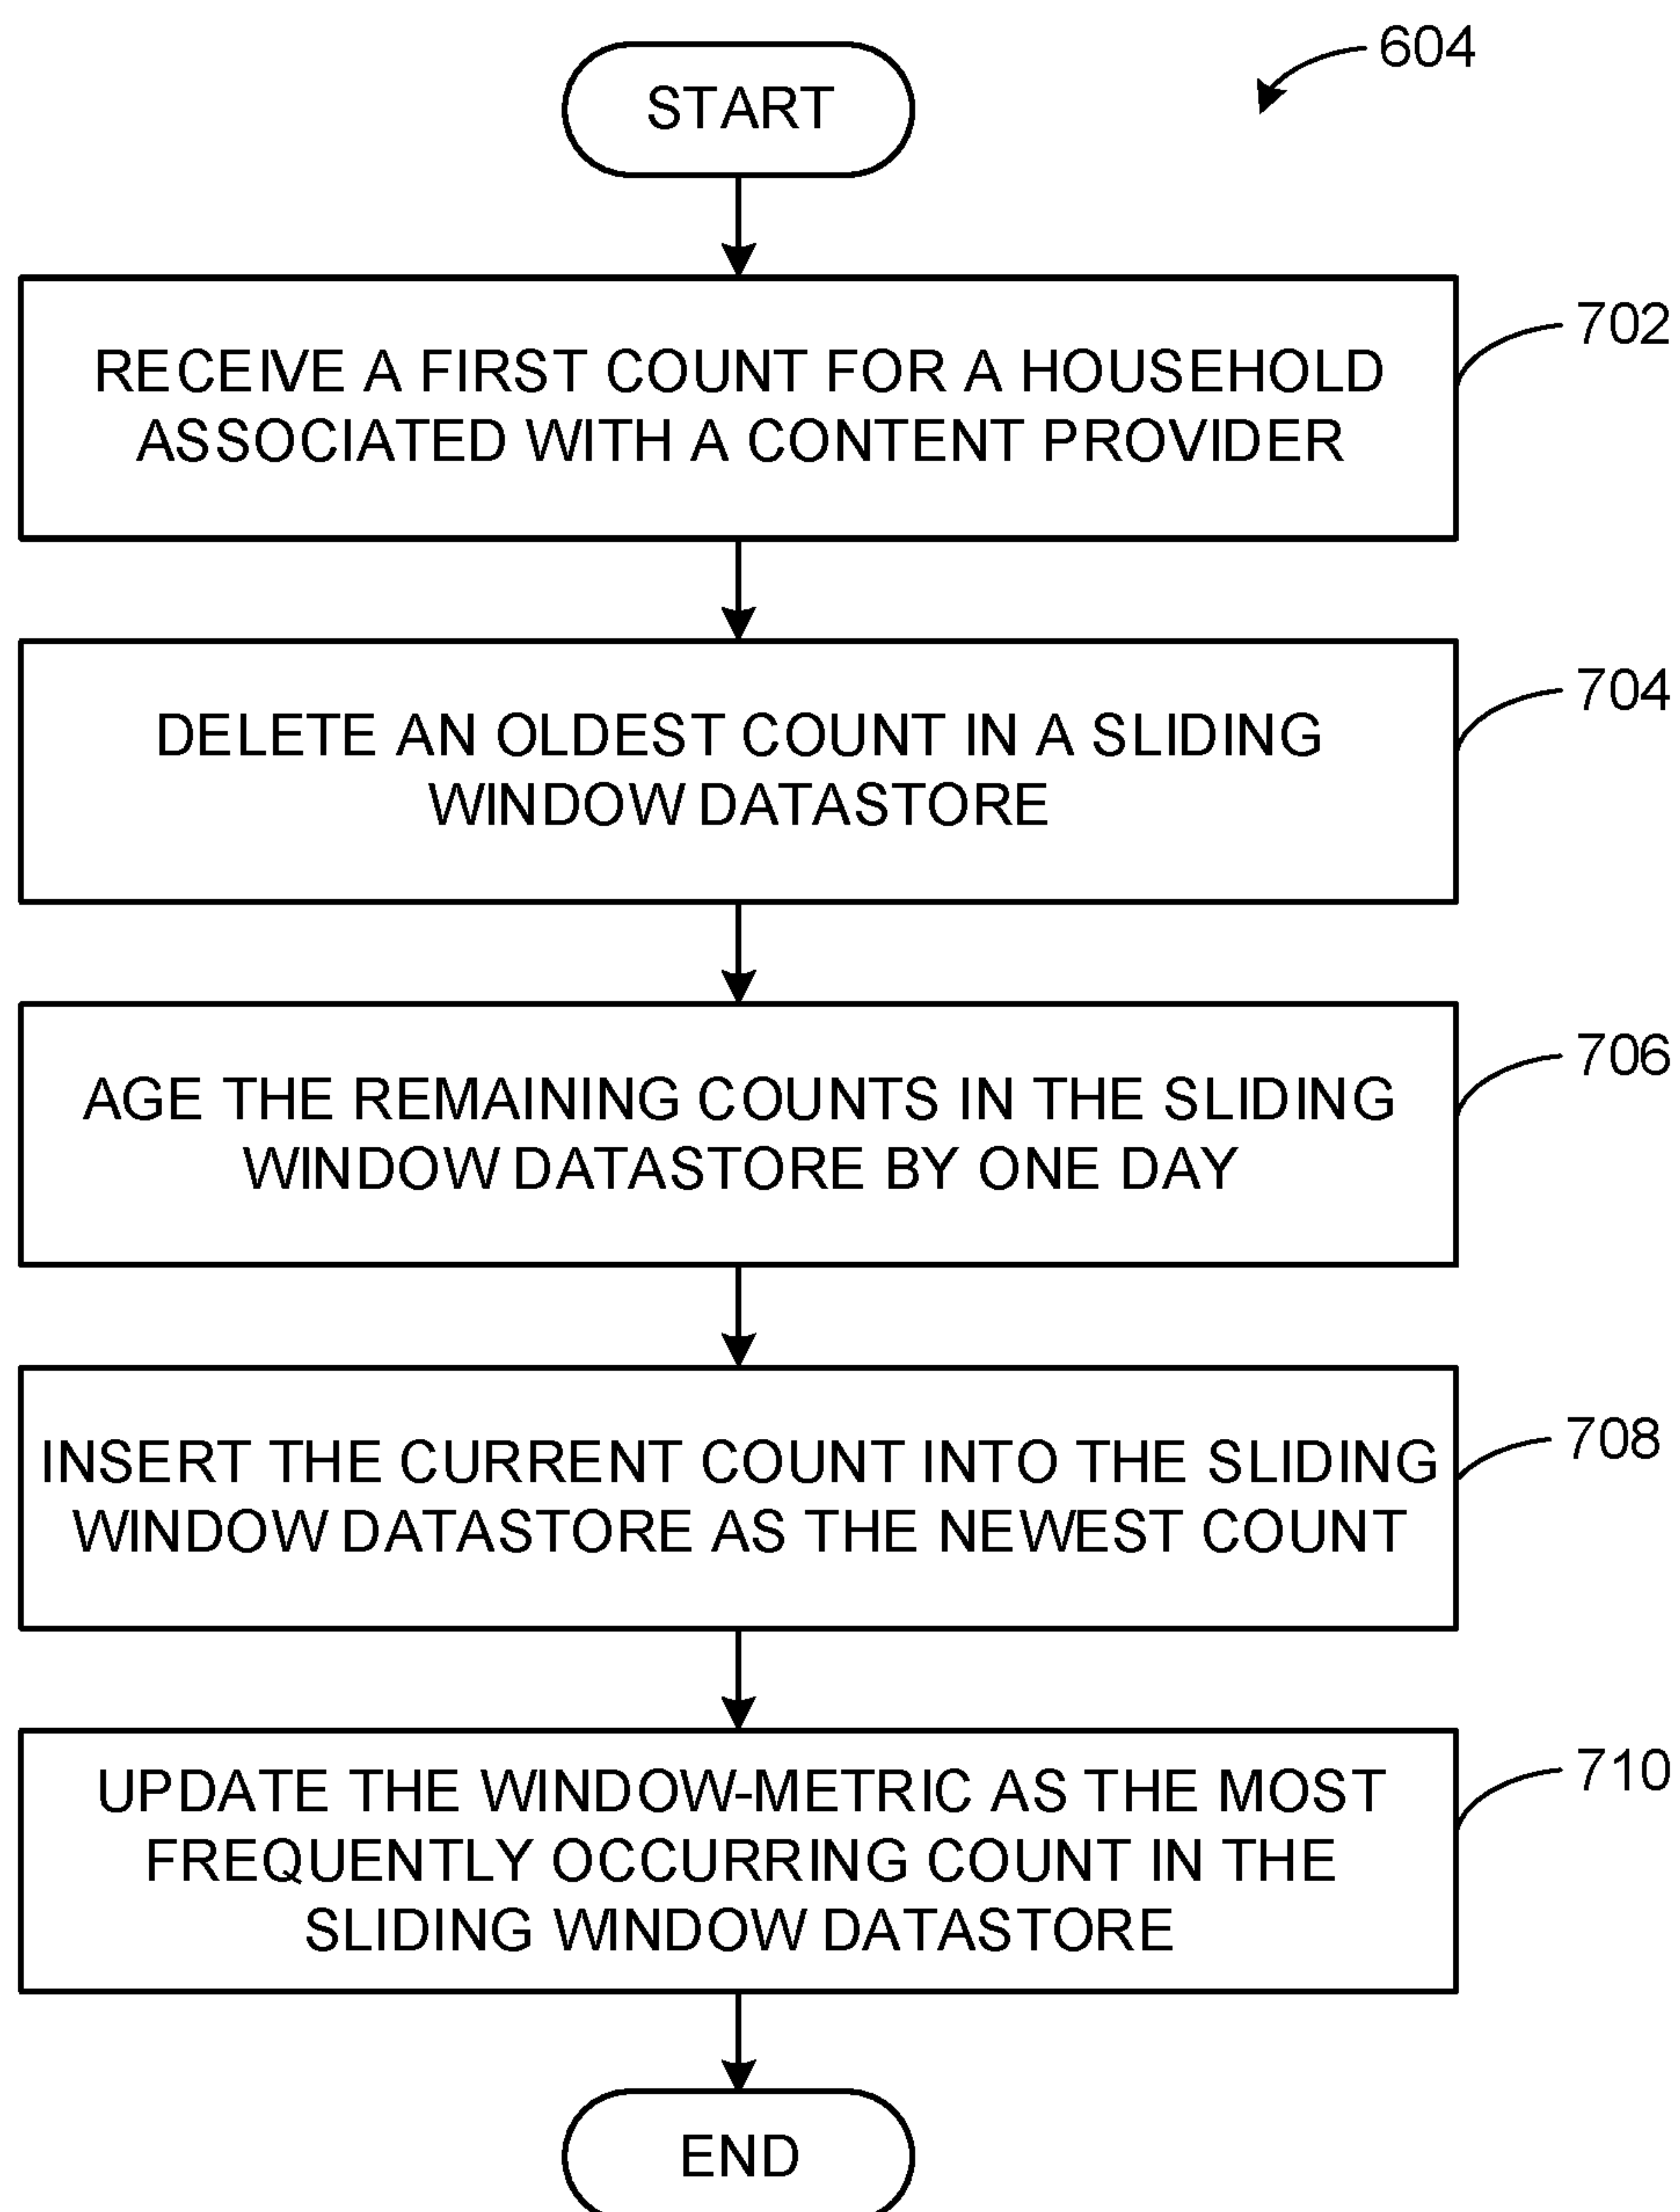 604
START
702
RECEIVE A FIRST COUNT FOR A HOUSEHOLD
ASSOCIATED WITH A CONTENT PROVIDER
704
DELETE AN OLDEST COUNT IN A SLIDING
WINDOW DATASTORE
706
AGE THE REMAINING COUNTS IN THE SLIDING
WINDOW DATASTORE BY ONE DAY
708
INSERT THE CURRENT COUNT INTO THE SLIDING
WINDOW DATASTORE AS THE NEWEST COUNT
710
UPDATE THE WINDOW-METRIC AS THE MOST
FREQUENTLY OCCURRING COUNT IN THE
SLIDING WINDOW DATASTORE
END